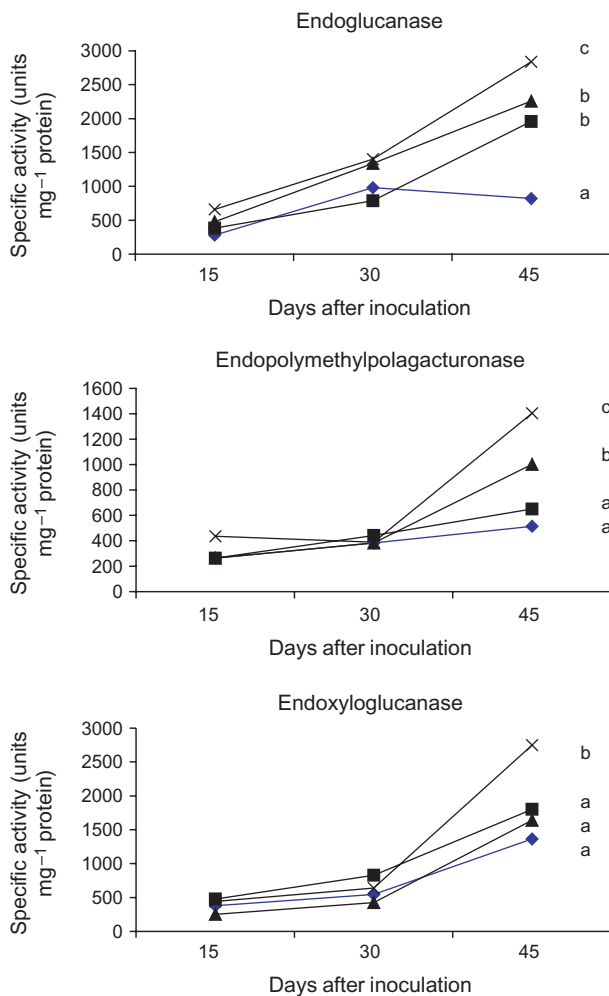 Endoglucanase
Specific activity (units
mg⁻¹ protein)
3000
2500
2000
1500
1000
500
0
c
b
b
a
15 30 45
Days after inoculation
Endopolymethylpolagacturonase
Specific activity (units
mg⁻¹ protein)
1600
1400
1200
1000
800
600
400
200
0
c
b
a
a
15 30 45
Days after inoculation
Endoxyloglucanase
Specific activity (units
mg⁻¹ protein)
3000
2500
2000
1500
1000
500
0
b
a
a
a
15 30 45
Days after inoculation